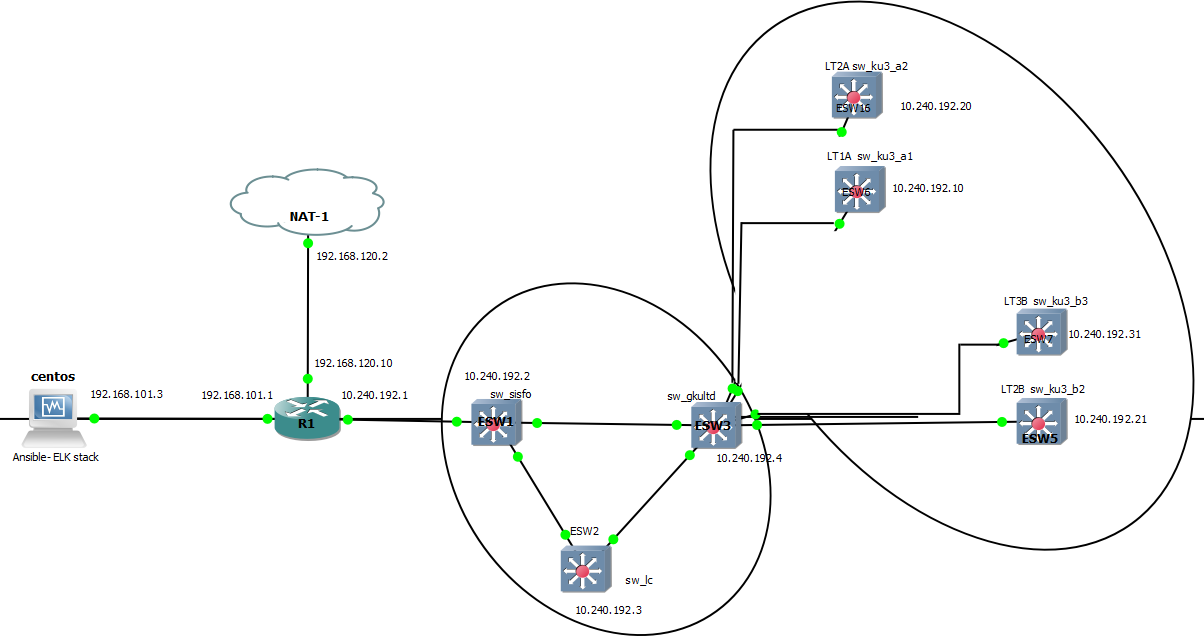 LT2A sw_ku3_a2
ESW16
10.240.192.20
LT1A sw_ku3_a1
ESW6
10.240.192.10
NAT-1
192.168.120.2
LT3B sw_ku3_b3
ESW7
10.240.192.31
192.168.120.10
centos
192.168.101.3
192.168.101.1
10.240.192.1
R1
Ansible- ELK stack
10.240.192.2
sw_sisfo
ESW1
sw_gkultd
ESW3
10.240.192.4
LT2B sw_ku3_b2
10.240.192.21
ESW5
ESW2
sw_lc
10.240.192.3